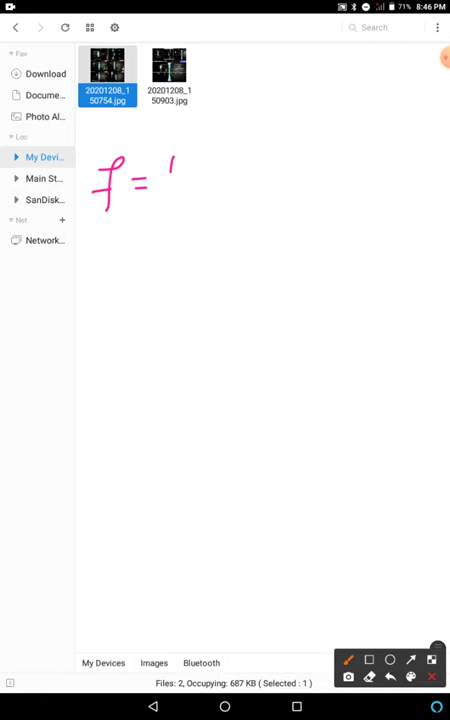 71% 8:46 PM
Search
Fav
Download
Docume...
Photo Al...
Loc
My Devi...
Main St...
SanDisk...
Net +
Network...
20201208_1
50754.jpg
20201208_1
50903.jpg
f = '
My Devices Images Bluetooth
Files: 2, Occupying: 687 KB ( Selected : 1 )